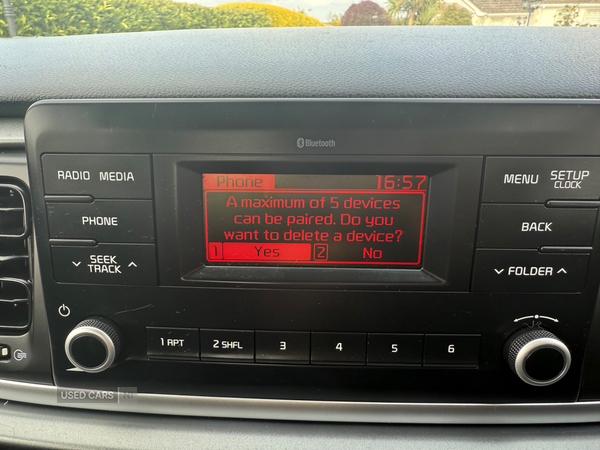 Bluetooth
RADIO MEDIA
PHONE
SEEK
TRACK
Phone 16:57
A maximum of 5 devices
can be paired. Do you
want to delete a device?
1 Yes 2 No
MENU SETUP
CLOCK
BACK
FOLDER
1 RPT
2 SHFL
3
4
5
6
USED CARS NI